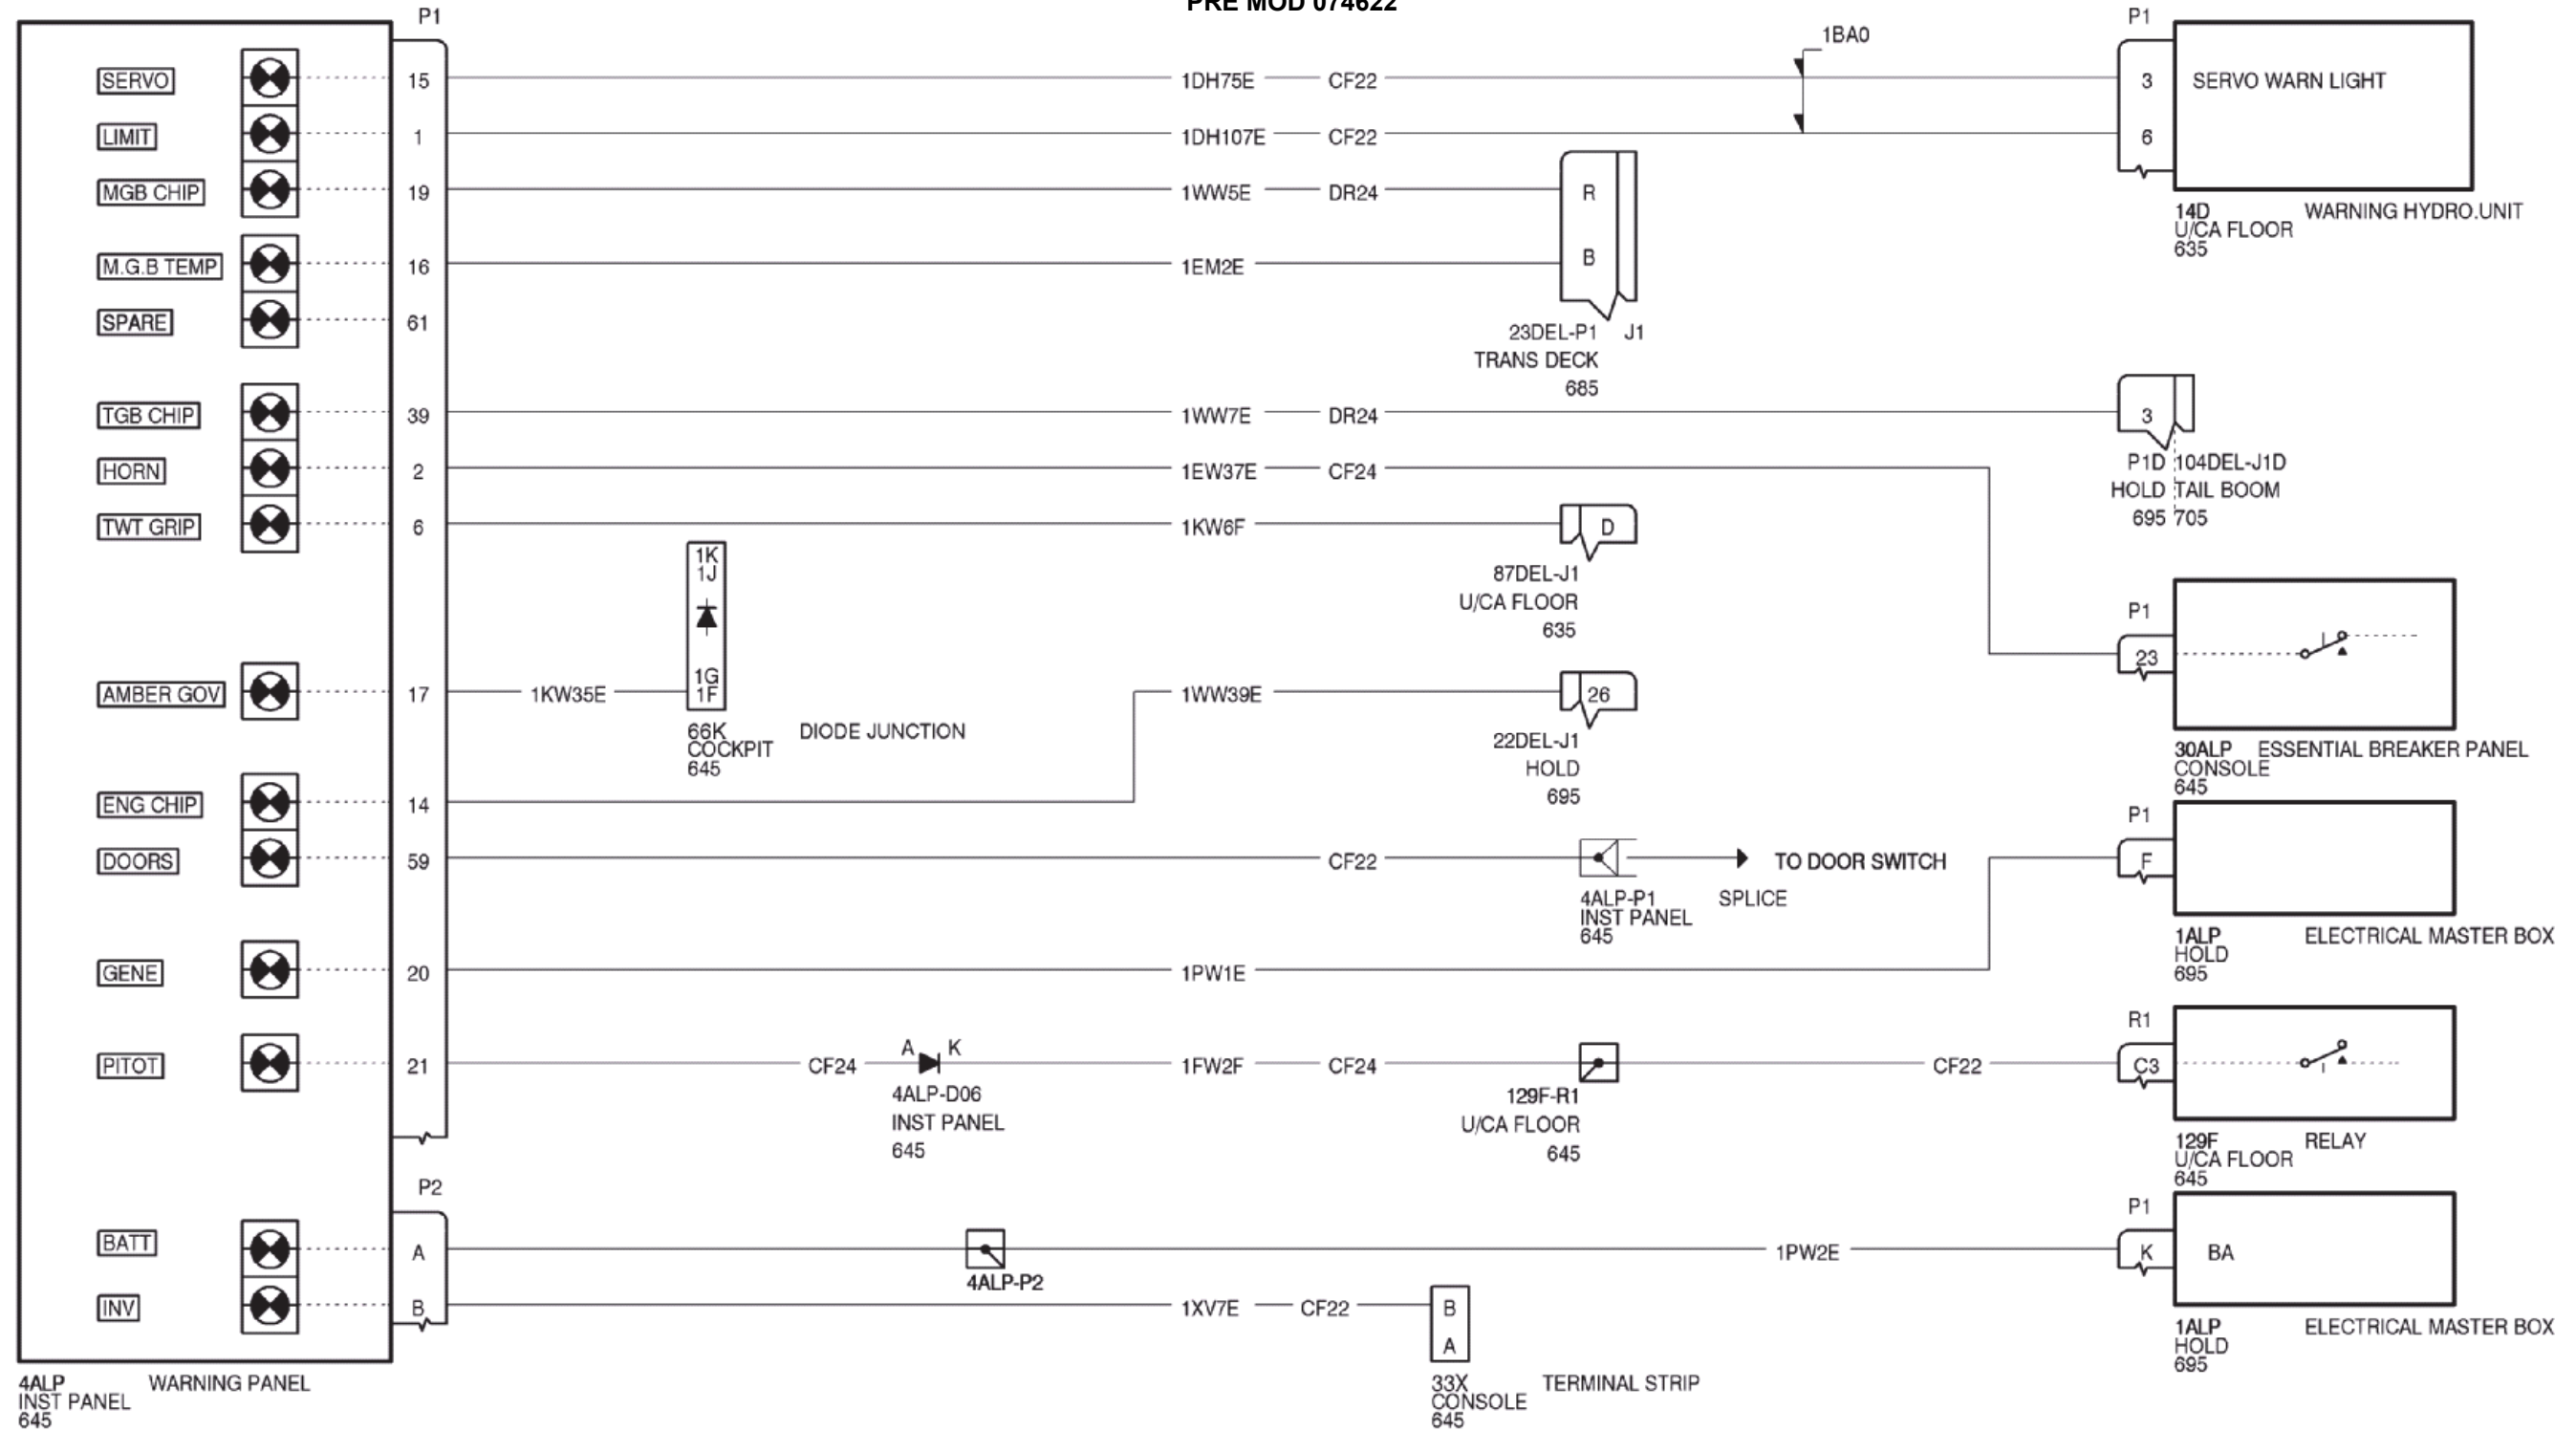 PRE MOD 074622
P1
P1
1BA0
SERVO
15
1DH75E
CF22
3
SERVO WARN LIGHT
LIMIT
1
1DH107E
CF22
6
MGB CHIP
19
1WW5E
DR24
R
14D
WARNING HYDRO.UNIT
U/CA FLOOR
635
M.G.B TEMP
16
1EM2E
B
SPARE
61
23DEL-P1
J1
TRANS DECK
685
TGB CHIP
39
1WW7E
DR24
3
P1D
104DEL-J1D
HOLD
TAIL BOOM
695
705
HORN
2
1EW37E
CF24
TWT GRIP
6
1KW6F
D
87DEL-J1
U/CA FLOOR
635
1K
1J
1G
1F
P1
23
AMBER GOV
17
1KW35E
1WW39E
26
66K
DIODE JUNCTION
COCKPIT
645
22DEL-J1
HOLD
695
30ALP
ESSENTIAL BREAKER PANEL
CONSOLE
645
ENG CHIP
14
P1
DOORS
59
CF22
TO DOOR SWITCH
F
4ALP-P1
SPLICE
INST PANEL
645
1ALP
ELECTRICAL MASTER BOX
HOLD
695
GENE
20
1PW1E
R1
PITOT
21
CF24
A
K
1FW2F
CF24
CF22
C3
4ALP-D06
INST PANEL
645
129F-R1
U/CA FLOOR
645
129F
RELAY
U/CA FLOOR
645
P2
P1
BATT
A
1PW2E
K
BA
4ALP-P2
INV
B
1XV7E
CF22
B
A
1ALP
ELECTRICAL MASTER BOX
HOLD
695
4ALP
WARNING PANEL
INST PANEL
645
33X
TERMINAL STRIP
CONSOLE
645